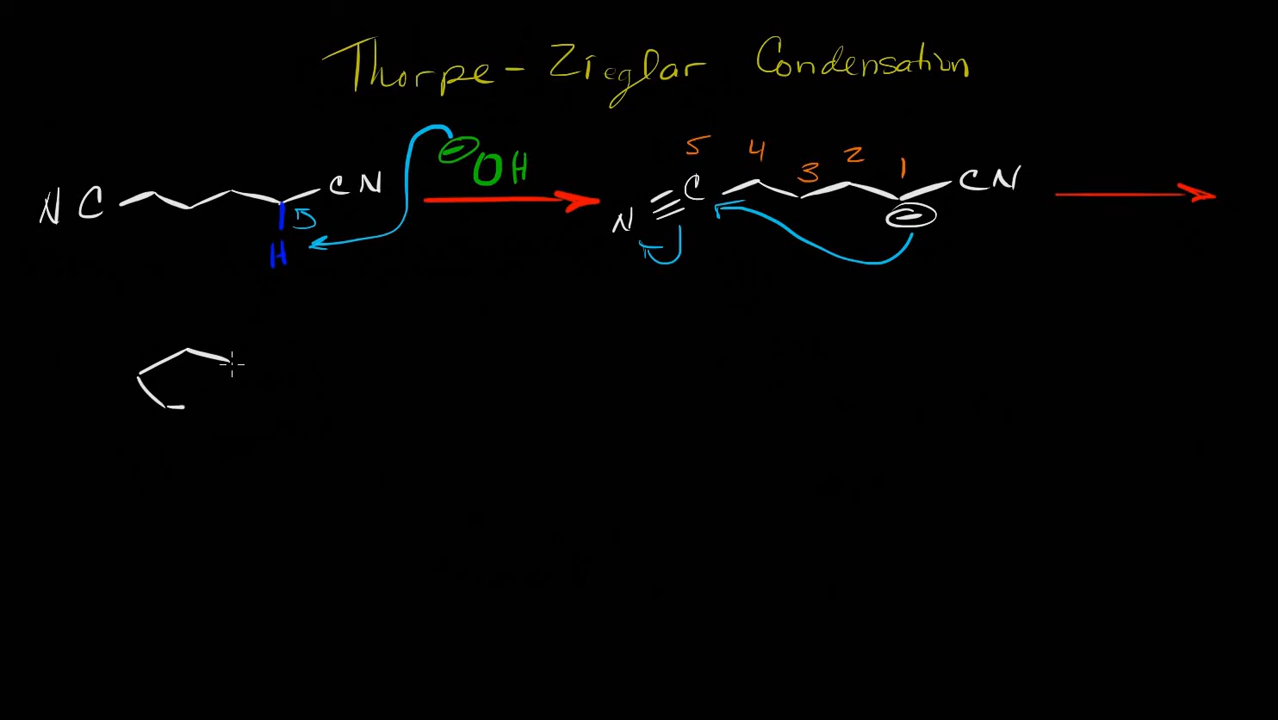 Thorpe - Zieglar Condensation
NC CN H ⊖OH
N C 5 4 3 2 1 ⊖ CN